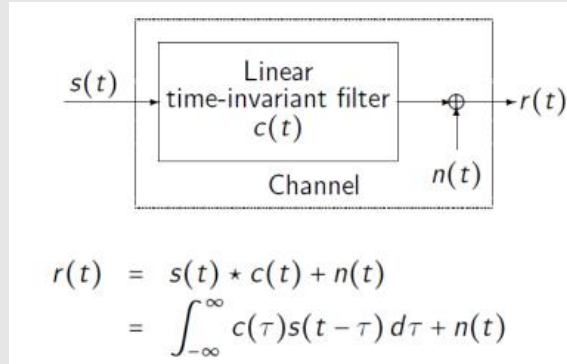 s(t)
Linear
time-invariant filter
c(t)
r(t)
n(t)
Channel
r(t) = s(t) ⋆ c(t) + n(t)
= ∫_{-∞}^{∞} c(τ)s(t − τ) dτ + n(t)